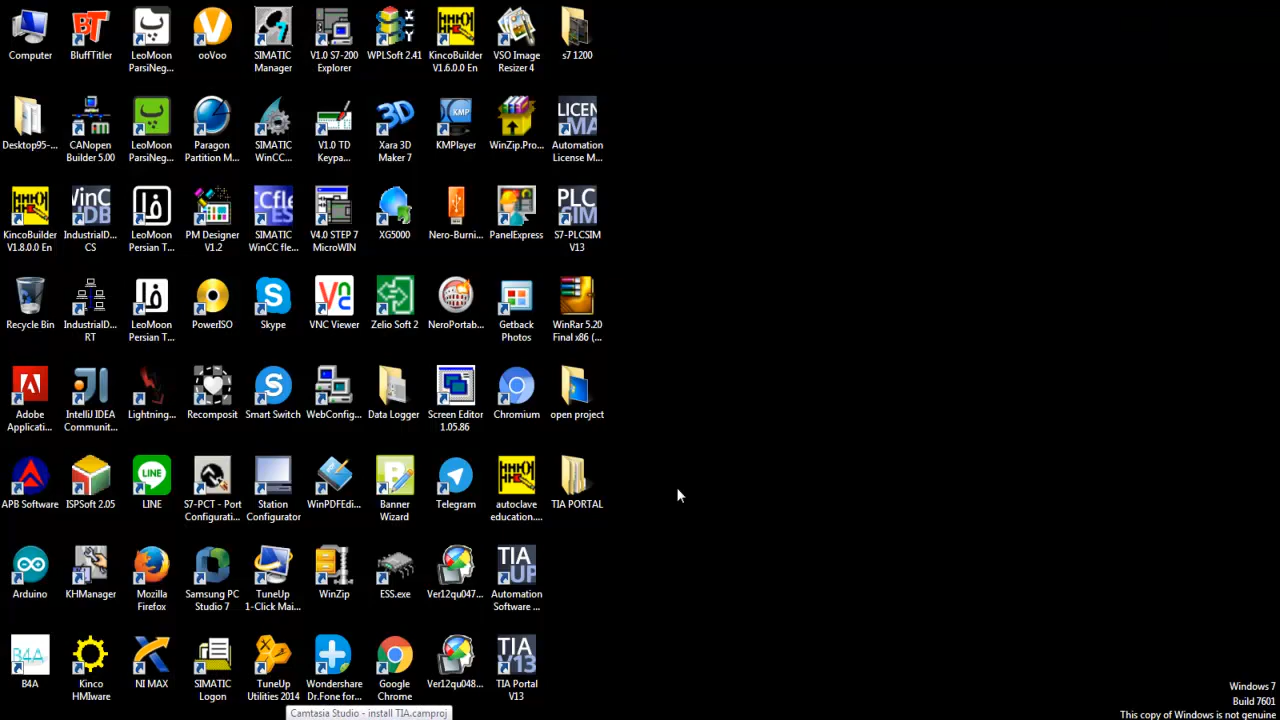 Computer
BluffTitler
LeoMoon
ParsiNeg...
ooVoo
SIMATIC
Manager
V1.0 S7-200
Explorer
WPLSoft 2.41
KincoBuilder
V1.6.0.0 En
VSO Image
Resizer 4
s7 1200
Desktop95-...
CANopen
Builder 5.00
LeoMoon
ParsiNeg...
Paragon
Partition M...
SIMATIC
WinCC...
V1.0 TD
Keypa...
Xara 3D
Maker 7
KMPlayer
WinZip.Pro...
Automation
License M...
KincoBuilder
V1.8.0.0 En
IndustrialD...
CS
LeoMoon
Persian T...
PM Designer
V1.2
SIMATIC
WinCC fle...
V4.0 STEP 7
MicroWIN
XG5000
Nero-Burni...
PanelExpress
S7-PLCSIM
V13
Recycle Bin
IndustrialD...
RT
LeoMoon
Persian T...
PowerISO
Skype
VNC Viewer
Zelio Soft 2
NeroPortab...
Getback
Photos
WinRar 5.20
Final x86 (...
Adobe
Applicati...
IntelliJ IDEA
Communit...
Lightning...
Recomposit
Smart Switch
WebConfig...
Data Logger
Screen Editor
1.05.86
Chromium
open project
APB Software
ISPSoft 2.05
LINE
S7-PCT - Port
Configurati...
Station
Configurator
WinPDFEdi...
Banner
Wizard
Telegram
autoclave
education....
TIA PORTAL
Arduino
KHManager
Mozilla
Firefox
Samsung PC
Studio 7
TuneUp
1-Click Mai...
WinZip
ESS.exe
Ver12qu047...
Automation
Software ...
B4A
Kinco
HMIware
NI MAX
SIMATIC
Logon
TuneUp
Utilities 2014
Wondershare
Dr.Fone for...
Google
Chrome
Ver12qu048...
TIA Portal
V13
Camtasia Studio - install TIA.camproj
Windows 7
Build 7601
This copy of Windows is not genuine